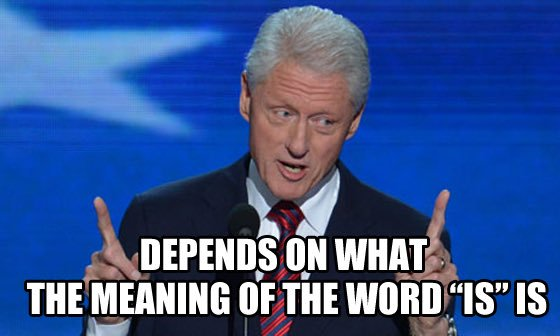 DEPENDS ON WHAT
THE MEANING OF THE WORD “IS” IS